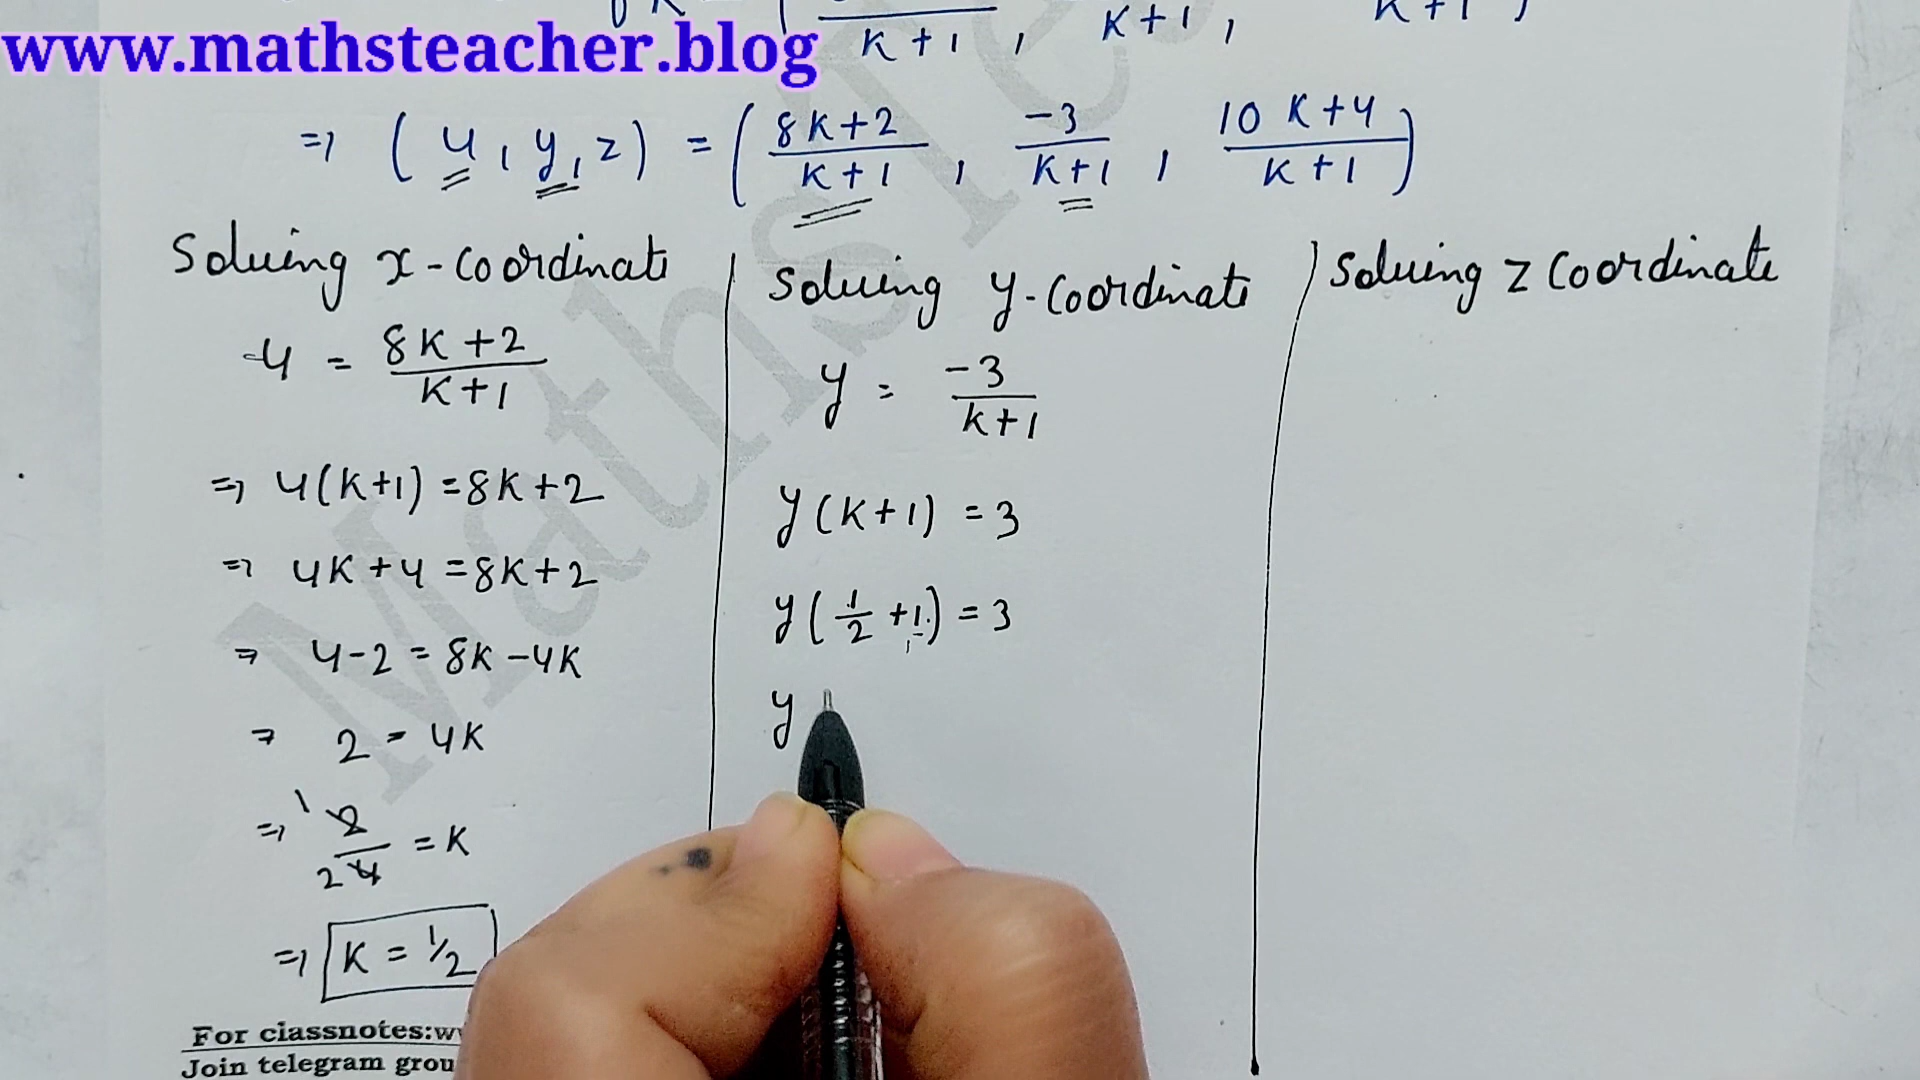 K+1 , K+1 , K+1 )
www.mathsteacher.blog
=> ( 4, y, z ) = ( 8K+2/K+1 , -3/K+1 , 10K+4/K+1 )
Solving x-coordinate
4 = 8K+2/K+1
=> 4(K+1) = 8K+2
=> 4K+4 = 8K+2
=> 4-2 = 8K-4K
=> 2 = 4K
=> 1 2/2 4 = K
=> K = 1/2
Solving y-coordinate
y = -3/K+1
y(K+1) = 3
y(1/2 + 1) = 3
y
Solving z coordinate
For classnotes:w
Join telegram grou